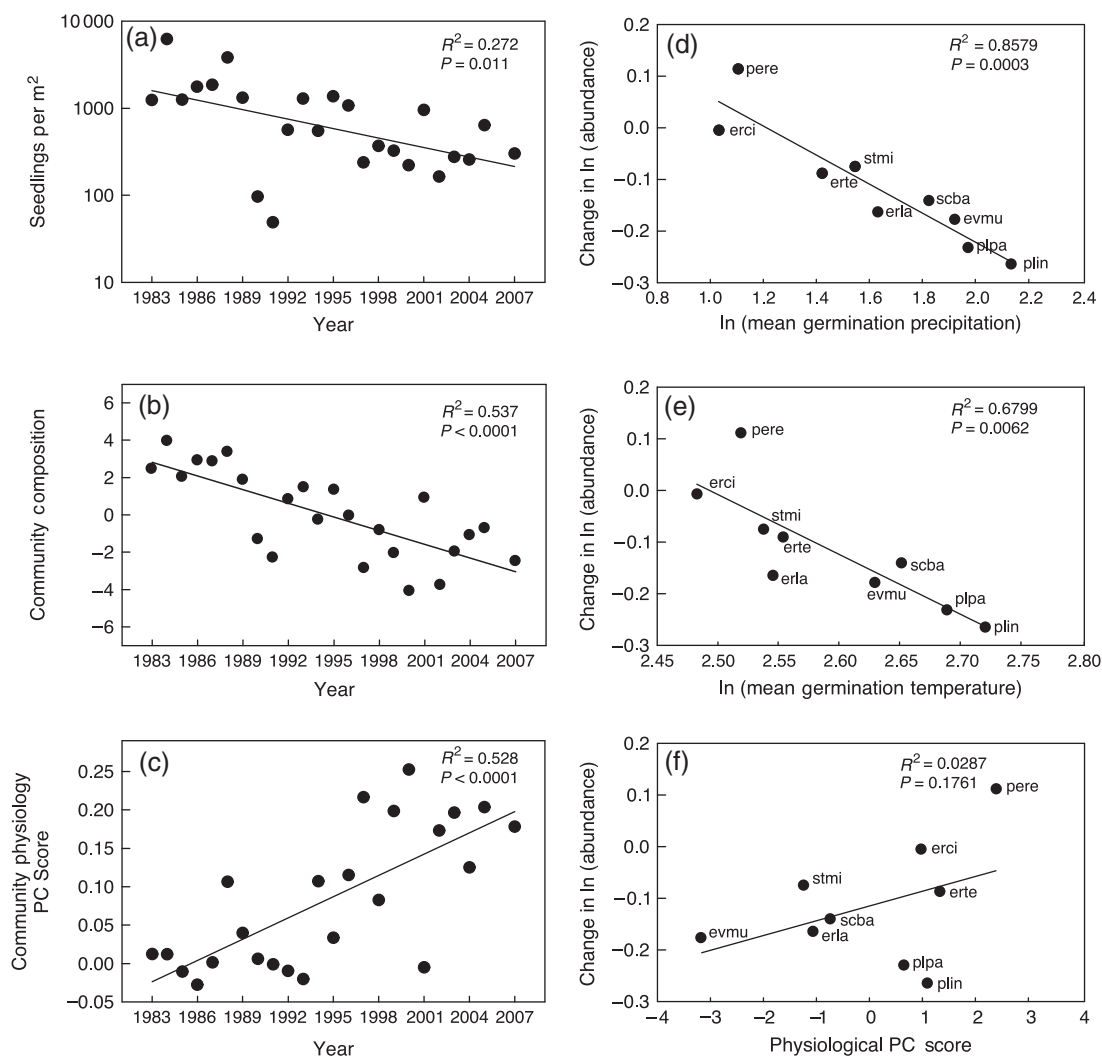 (a)
R² = 0.272
P = 0.011
10 000
1000
100
10
Seedlings per m²
1983 1986 1989 1992 1995 1998 2001 2004 2007
Year
(d)
R² = 0.8579
P = 0.0003
0.2
0.1
0.0
−0.1
−0.2
−0.3
Change in ln (abundance)
pere
erci
stmi
erte
scba
erla
evmu
plpa
plin
0.8 1.0 1.2 1.4 1.6 1.8 2.0 2.2 2.4
ln (mean germination precipitation)
(b)
R² = 0.537
P < 0.0001
6
4
2
0
−2
−4
−6
Community composition
1983 1986 1989 1992 1995 1998 2001 2004 2007
Year
(e)
R² = 0.6799
P = 0.0062
0.2
0.1
0.0
−0.1
−0.2
−0.3
Change in ln (abundance)
pere
erci
stmi
erte
scba
erla
evmu
plpa
plin
2.45 2.50 2.55 2.60 2.65 2.70 2.75 2.80
ln (mean germination temperature)
(c)
R² = 0.528
P < 0.0001
0.25
0.20
0.15
0.10
0.05
0.00
−0.05
Community physiology
PC Score
1983 1986 1989 1992 1995 1998 2001 2004 2007
Year
(f)
R² = 0.0287
P = 0.1761
0.2
0.1
0.0
−0.1
−0.2
−0.3
Change in ln (abundance)
pere
erci
stmi
erte
scba
evmu
erla
plpa
plin
−4 −3 −2 −1 0 1 2 3 4
Physiological PC score